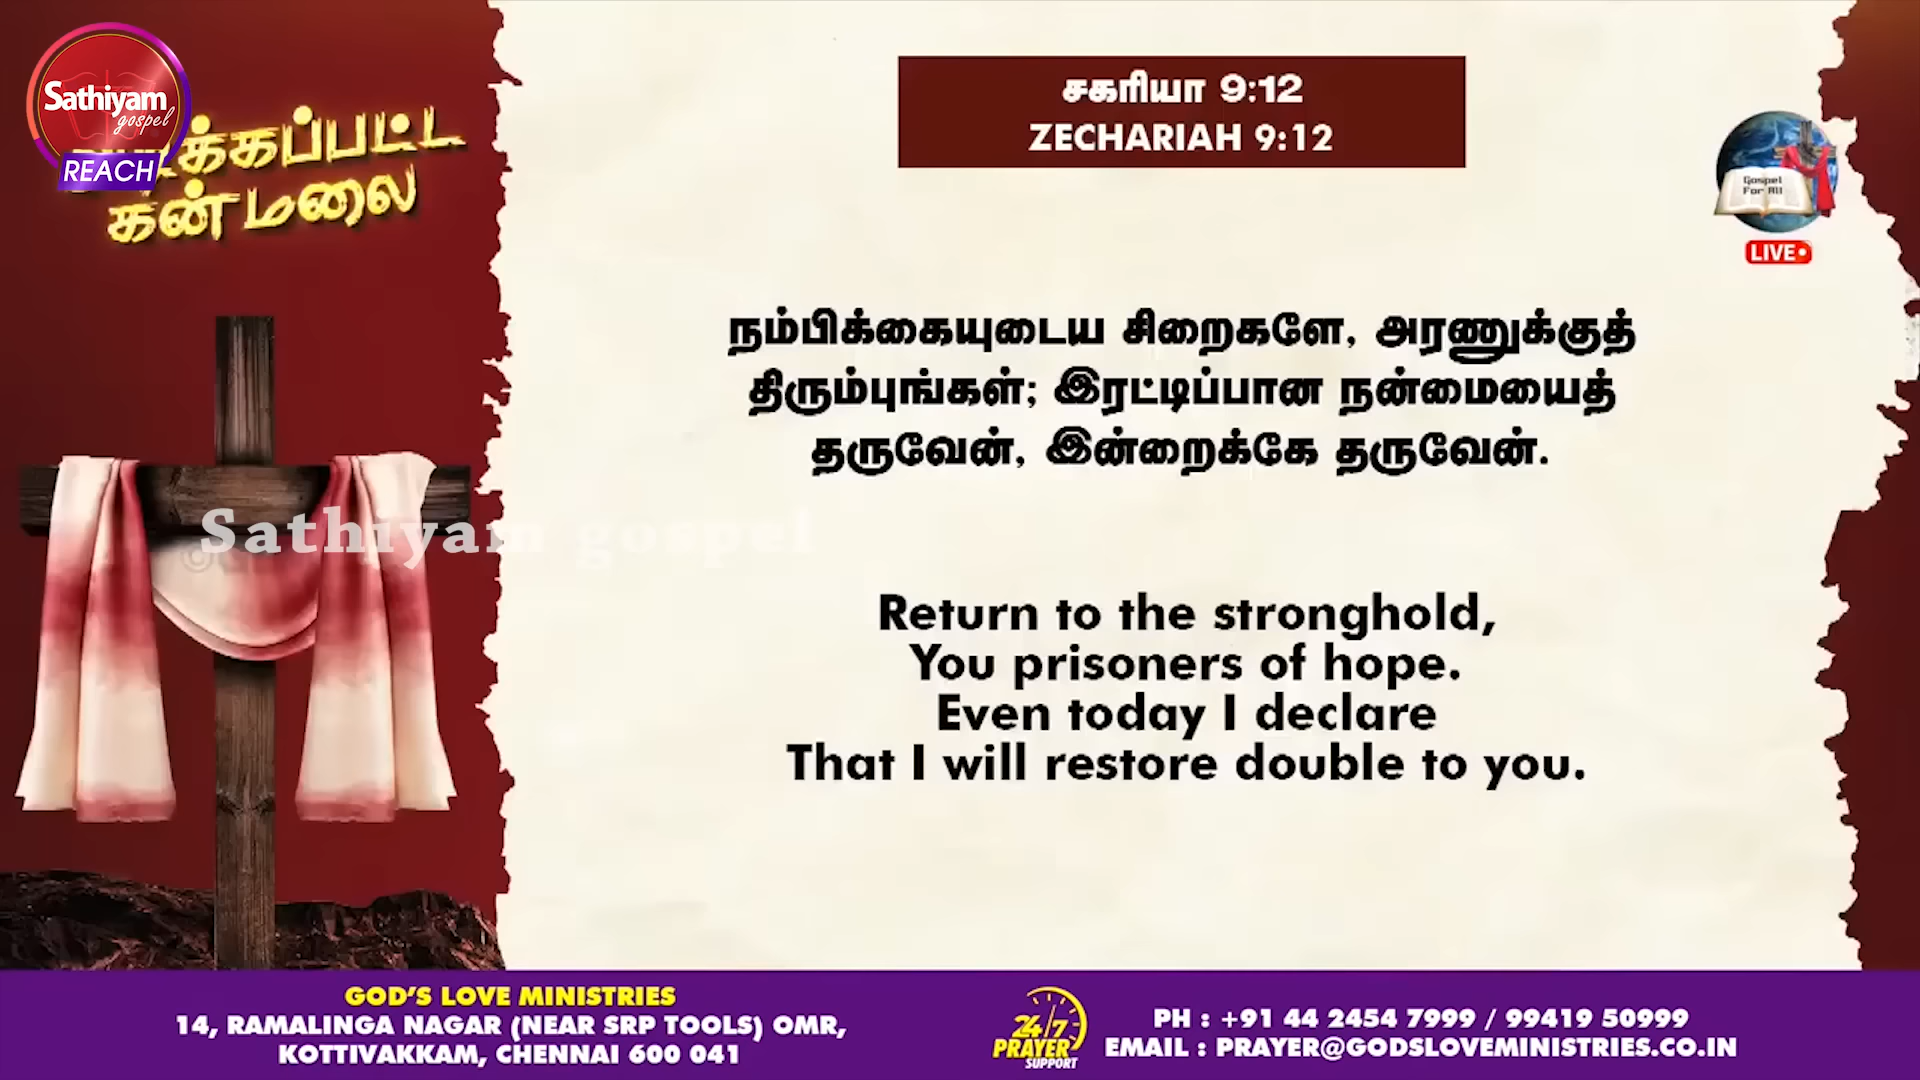 Sathiyam
gospel
REACH
கன்மலை
சகரியா 9:12
ZECHARIAH 9:12
Gospel
For All
LIVE
நம்பிக்கையுடைய சிறைகளே, அரணுக்குத்
திரும்புங்கள்; இரட்டிப்பான நன்மையைத்
தருவேன், இன்றைக்கே தருவேன்.
© Sathiyam gospel
Return to the stronghold,
You prisoners of hope.
Even today I declare
That I will restore double to you.
GOD'S LOVE MINISTRIES
14, RAMALINGA NAGAR (NEAR SRP TOOLS) OMR,
KOTTIVAKKAM, CHENNAI 600 041
24/7
PRAYER
SUPPORT
PH : +91 44 2454 7999 / 99419 50999
EMAIL : PRAYER@GODSLOVEMINISTRIES.CO.IN